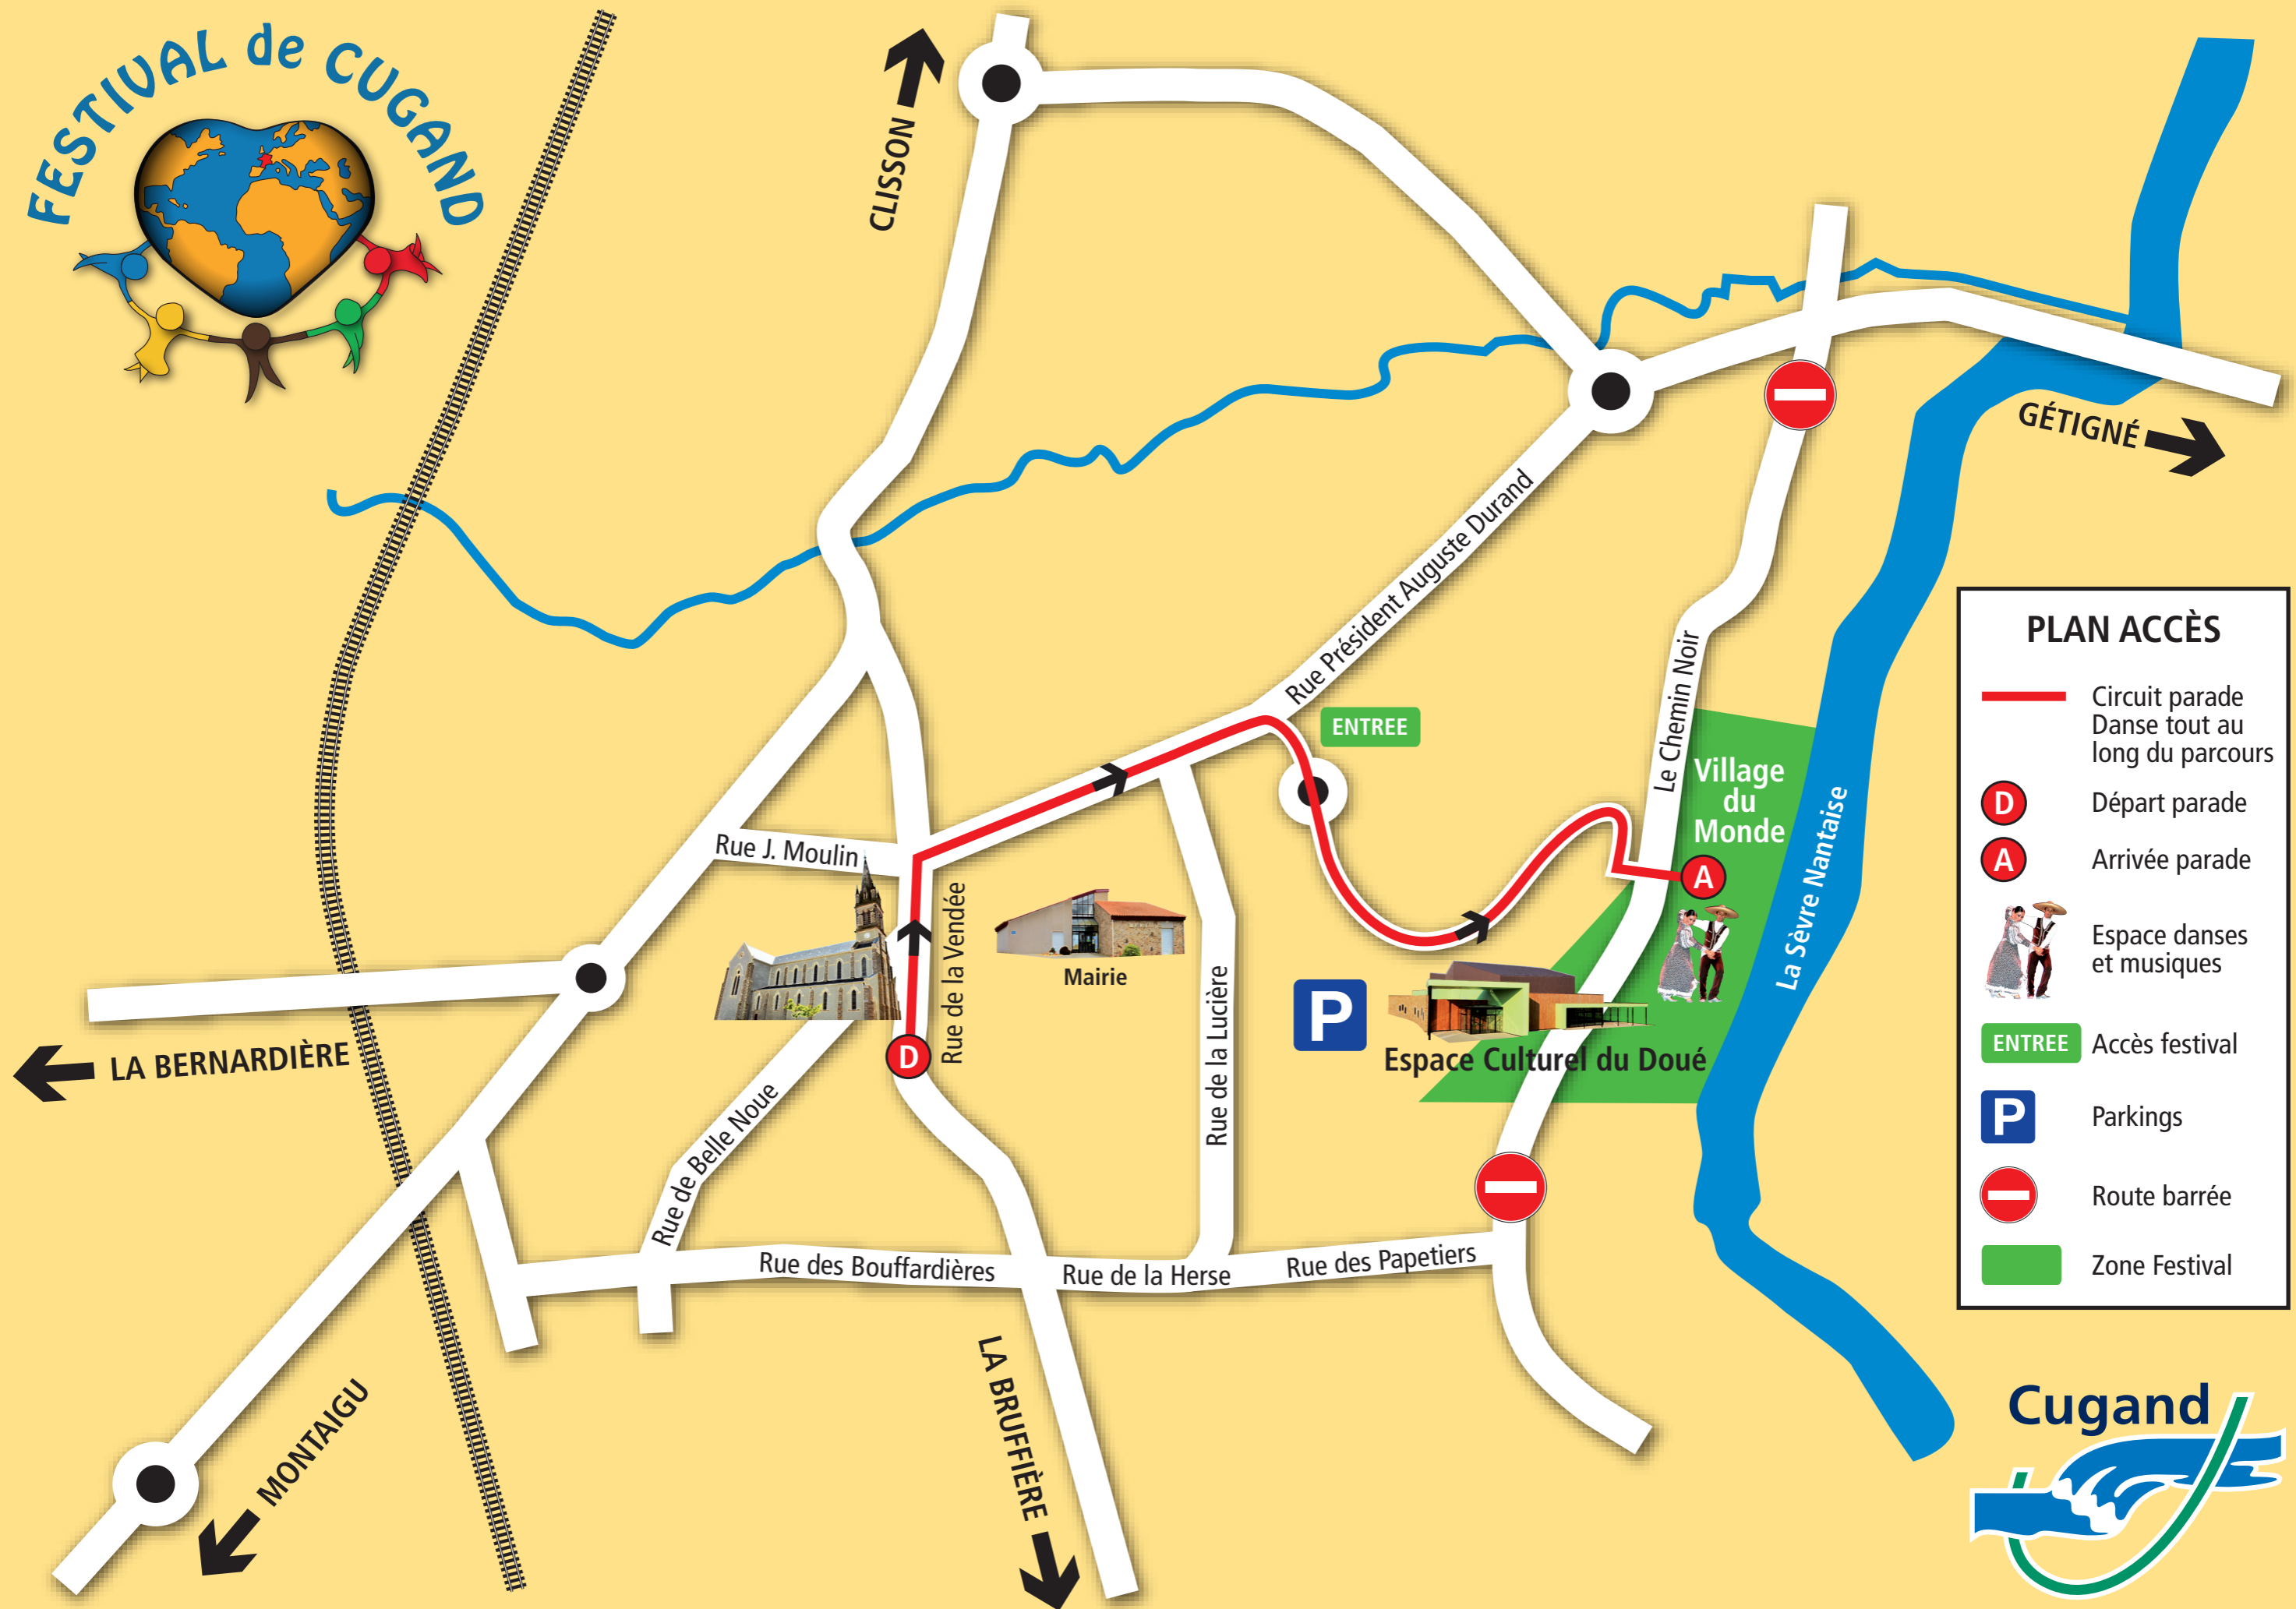 FESTIVAL de CUGAND
CLISSON
GÉTIGNÉ
Rue Président Auguste Durand
Le Chemin Noir
ENTREE
Village
du
Monde
La Sèvre Nantaise
A
Rue J. Moulin
Rue de la Vendée
Mairie
Rue de la Lucière
P
Espace Culturel du Doué
D
LA BERNARDIÈRE
Rue de Belle Noue
Rue des Bouffardières
Rue de la Herse
Rue des Papetiers
MONTAIGU
LA BRUFFIÈRE
PLAN ACCÈS
Circuit parade
Danse tout au
long du parcours
D Départ parade
A Arrivée parade
Espace danses
et musiques
ENTREE Accès festival
P Parkings
Route barrée
Zone Festival
Cugand